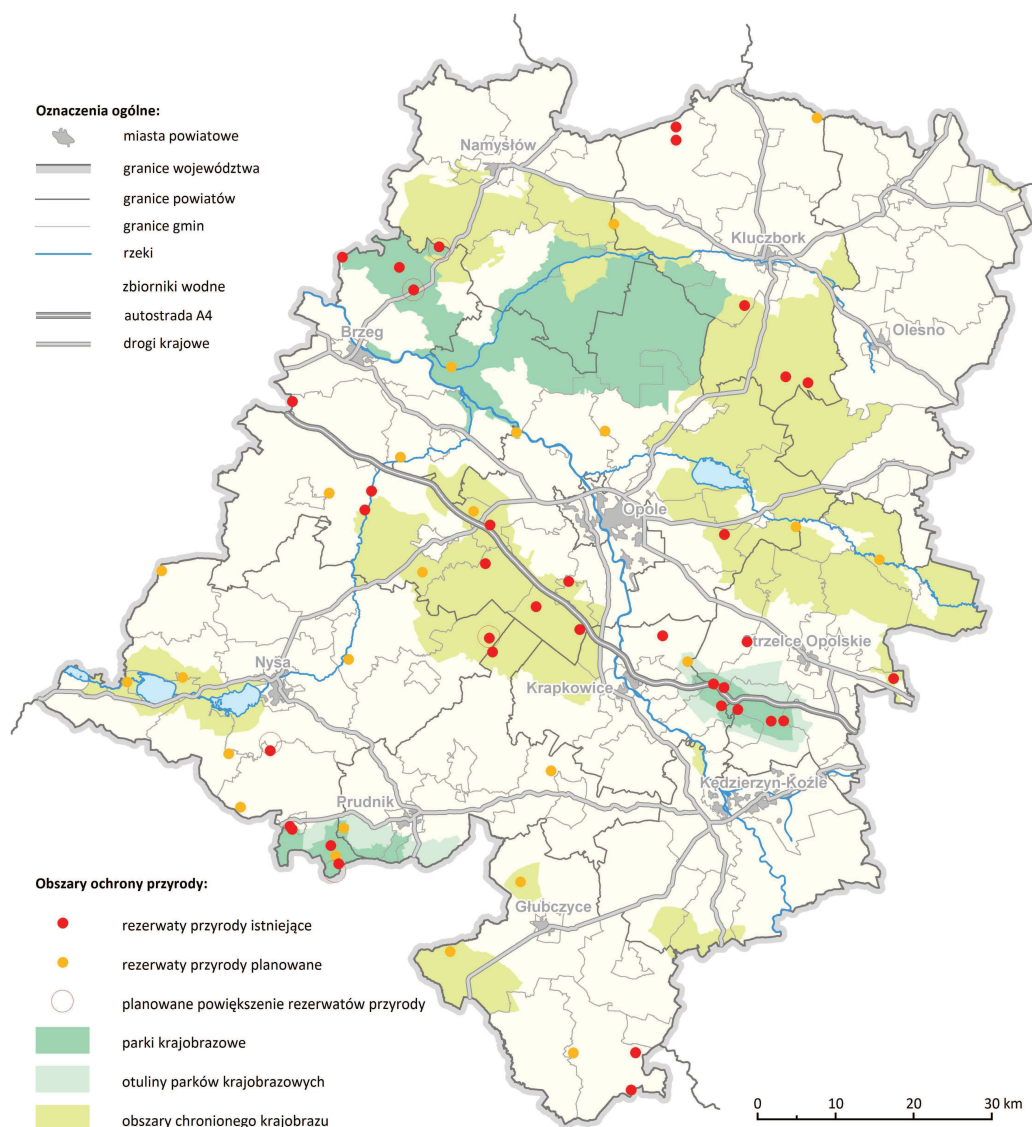 Oznaczenia ogólne:
miasta powiatowe
granice województwa
granice powiatów
granice gmin
rzeki
zbiorniki wodne
autostrada A4
drogi krajowe
Namysłów
Kluczbork
Brzeg
Olesno
Opole
Strzelce Opolskie
Nysa
Krapkowice
Kędzierzyn-Koźle
Prudnik
Głubczyce
Obszary ochrony przyrody:
rezerwaty przyrody istniejące
rezerwaty przyrody planowane
planowane powiększenie rezerwatów przyrody
parki krajobrazowe
otuliny parków krajobrazowych
obszary chronionego krajobrazu
0 10 20 30 km